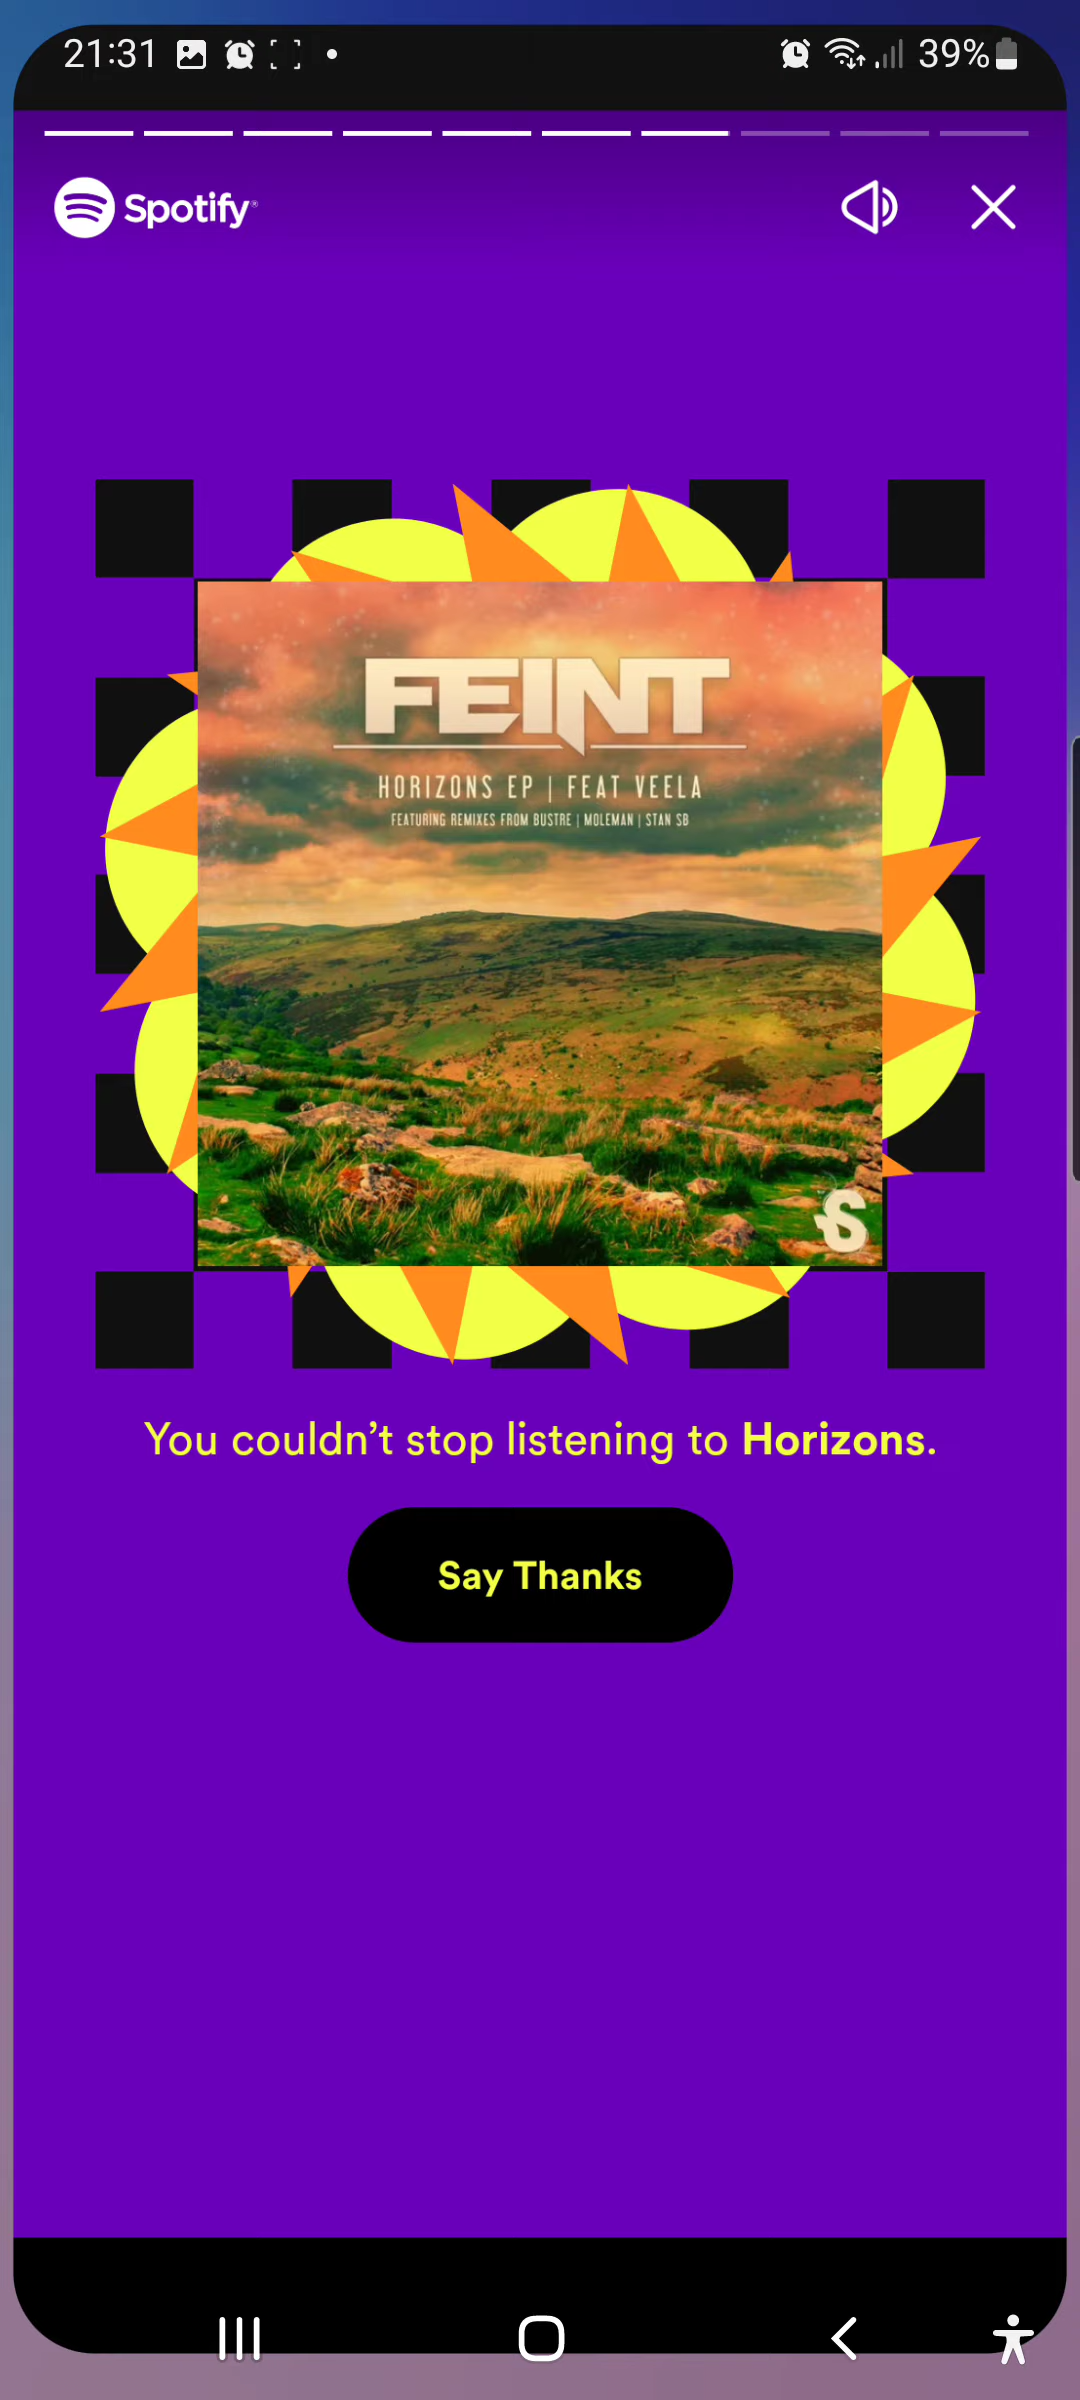 21:31
39%
Spotify®
FEINT
HORIZONS EP | FEAT VEELA
FEATURING REMIXES FROM BUSTRE | MOLEMAN | STAN SB
You couldn’t stop listening to Horizons.
Say Thanks